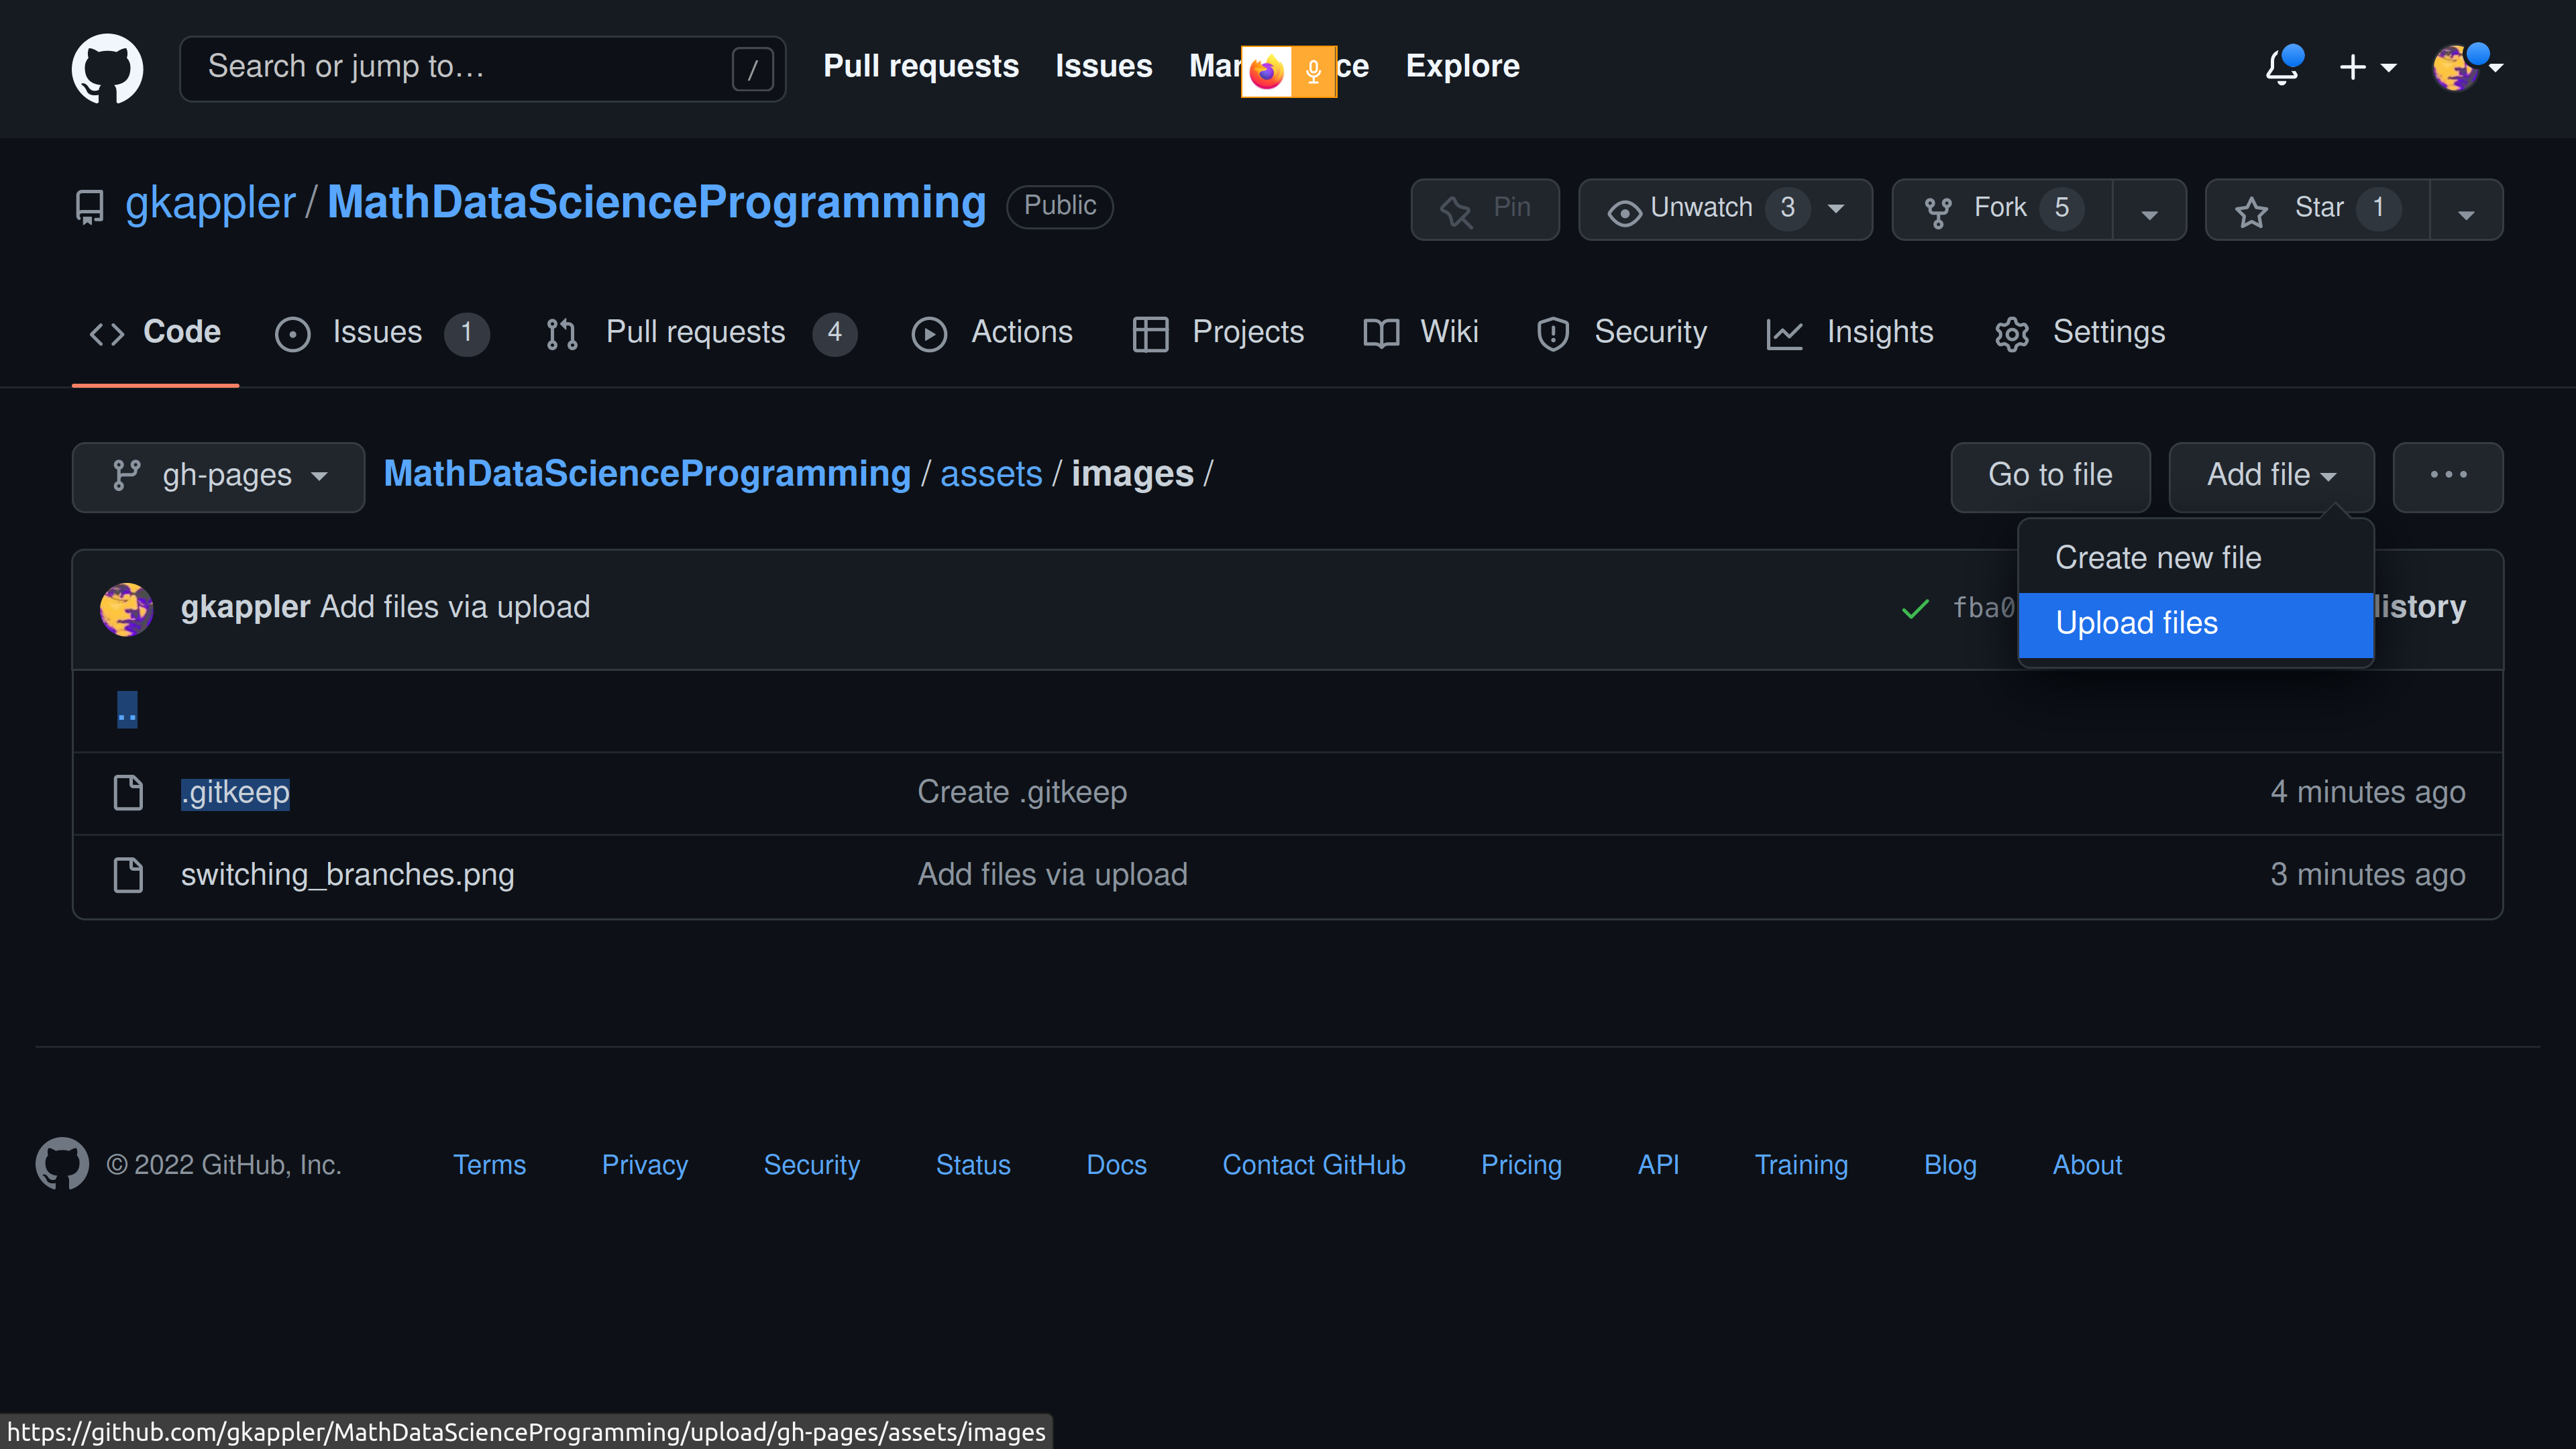 Search or jump to… / Pull requests Issues Mar ce Explore
gkappler / MathDataScienceProgramming Public Pin Unwatch 3 Fork 5 Star 1
Code Issues 1 Pull requests 4 Actions Projects Wiki Security Insights Settings
gh-pages MathDataScienceProgramming / assets / images / Go to file Add file ...
Create new file
gkappler Add files via upload fba0 istory
Upload files
..
.gitkeep Create .gitkeep 4 minutes ago
switching_branches.png Add files via upload 3 minutes ago
© 2022 GitHub, Inc. Terms Privacy Security Status Docs Contact GitHub Pricing API Training Blog About
https://github.com/gkappler/MathDataScienceProgramming/upload/gh-pages/assets/images